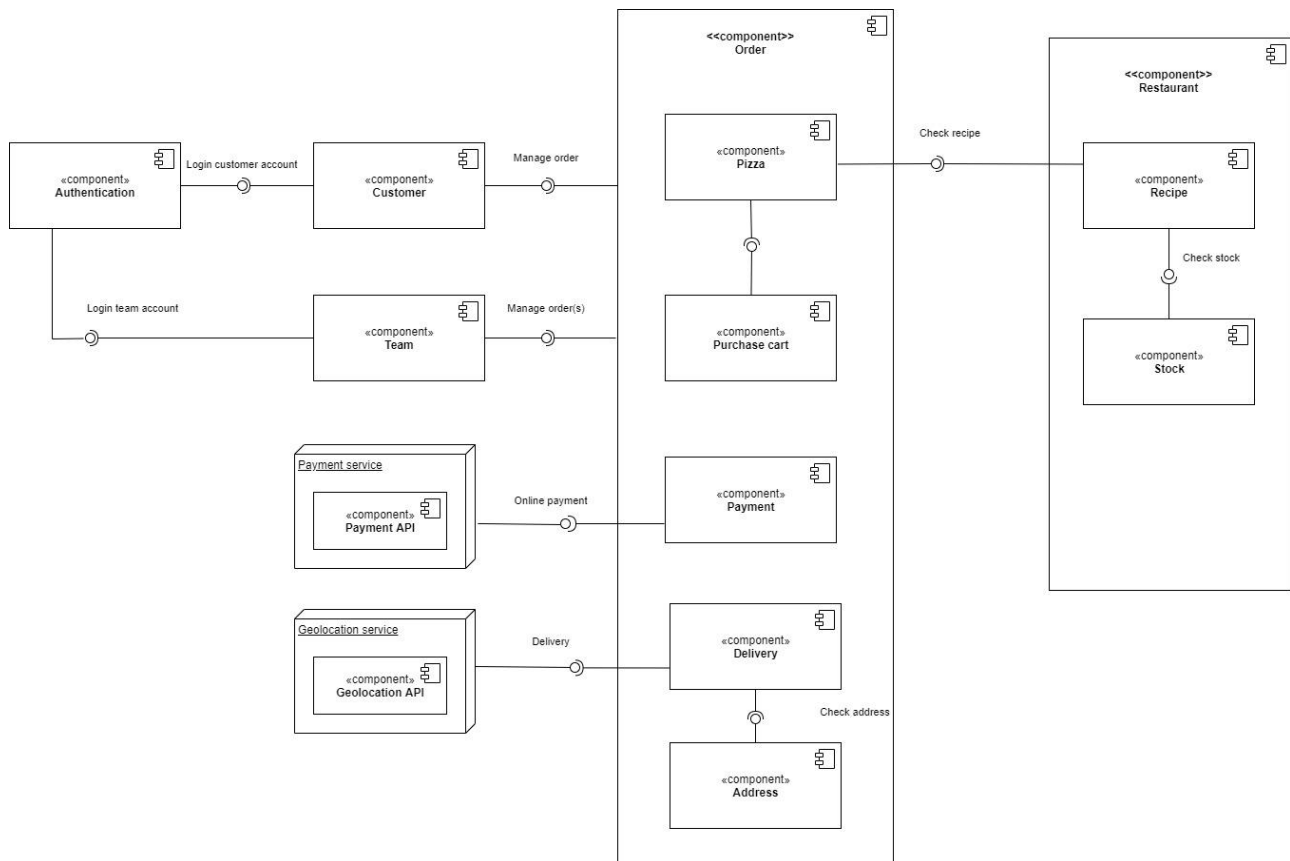 <<component>>
Order
<<component>>
Restaurant
«component»
Pizza
Check recipe
«component»
Recipe
Login customer account
Manage order
«component»
Authentication
«component»
Customer
Check stock
Login team account
Manage order(s)
«component»
Team
«component»
Purchase cart
«component»
Stock
Payment service
«component»
Payment API
Online payment
«component»
Payment
Geolocation service
«component»
Geolocation API
Delivery
«component»
Delivery
Check address
«component»
Address